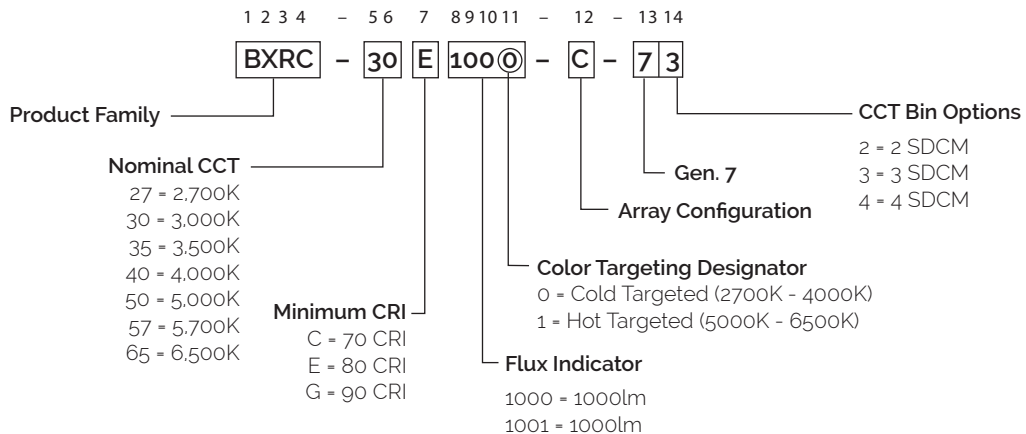 1 2 3 4 – 5 6 7 8 9 10 11 – 12 – 13 14
BXRC – 30 E 100 0 – C – 7 3
Product Family
Nominal CCT
27 = 2,700K
30 = 3,000K
35 = 3,500K
40 = 4,000K
50 = 5,000K
57 = 5,700K
65 = 6,500K
Minimum CRI
C = 70 CRI
E = 80 CRI
G = 90 CRI
Flux Indicator
1000 = 1000lm
1001 = 1000lm
Color Targeting Designator
0 = Cold Targeted (2700K - 4000K)
1 = Hot Targeted (5000K - 6500K)
Array Configuration
Gen. 7
CCT Bin Options
2 = 2 SDCM
3 = 3 SDCM
4 = 4 SDCM